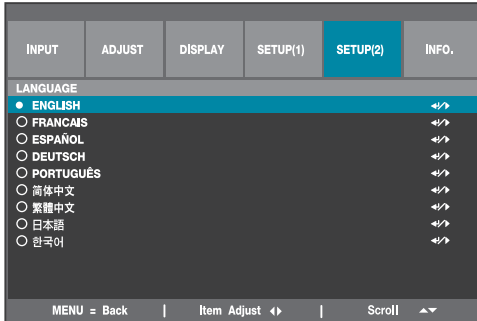 INPUT ADJUST DISPLAY SETUP(1) SETUP(2) INFO.
LANGUAGE
ENGLISH
FRANCAIS
ESPAÑOL
DEUTSCH
PORTUGUÊS
简体中文
繁體中文
日本語
한국어
MENU = Back | Item Adjust | Scroll